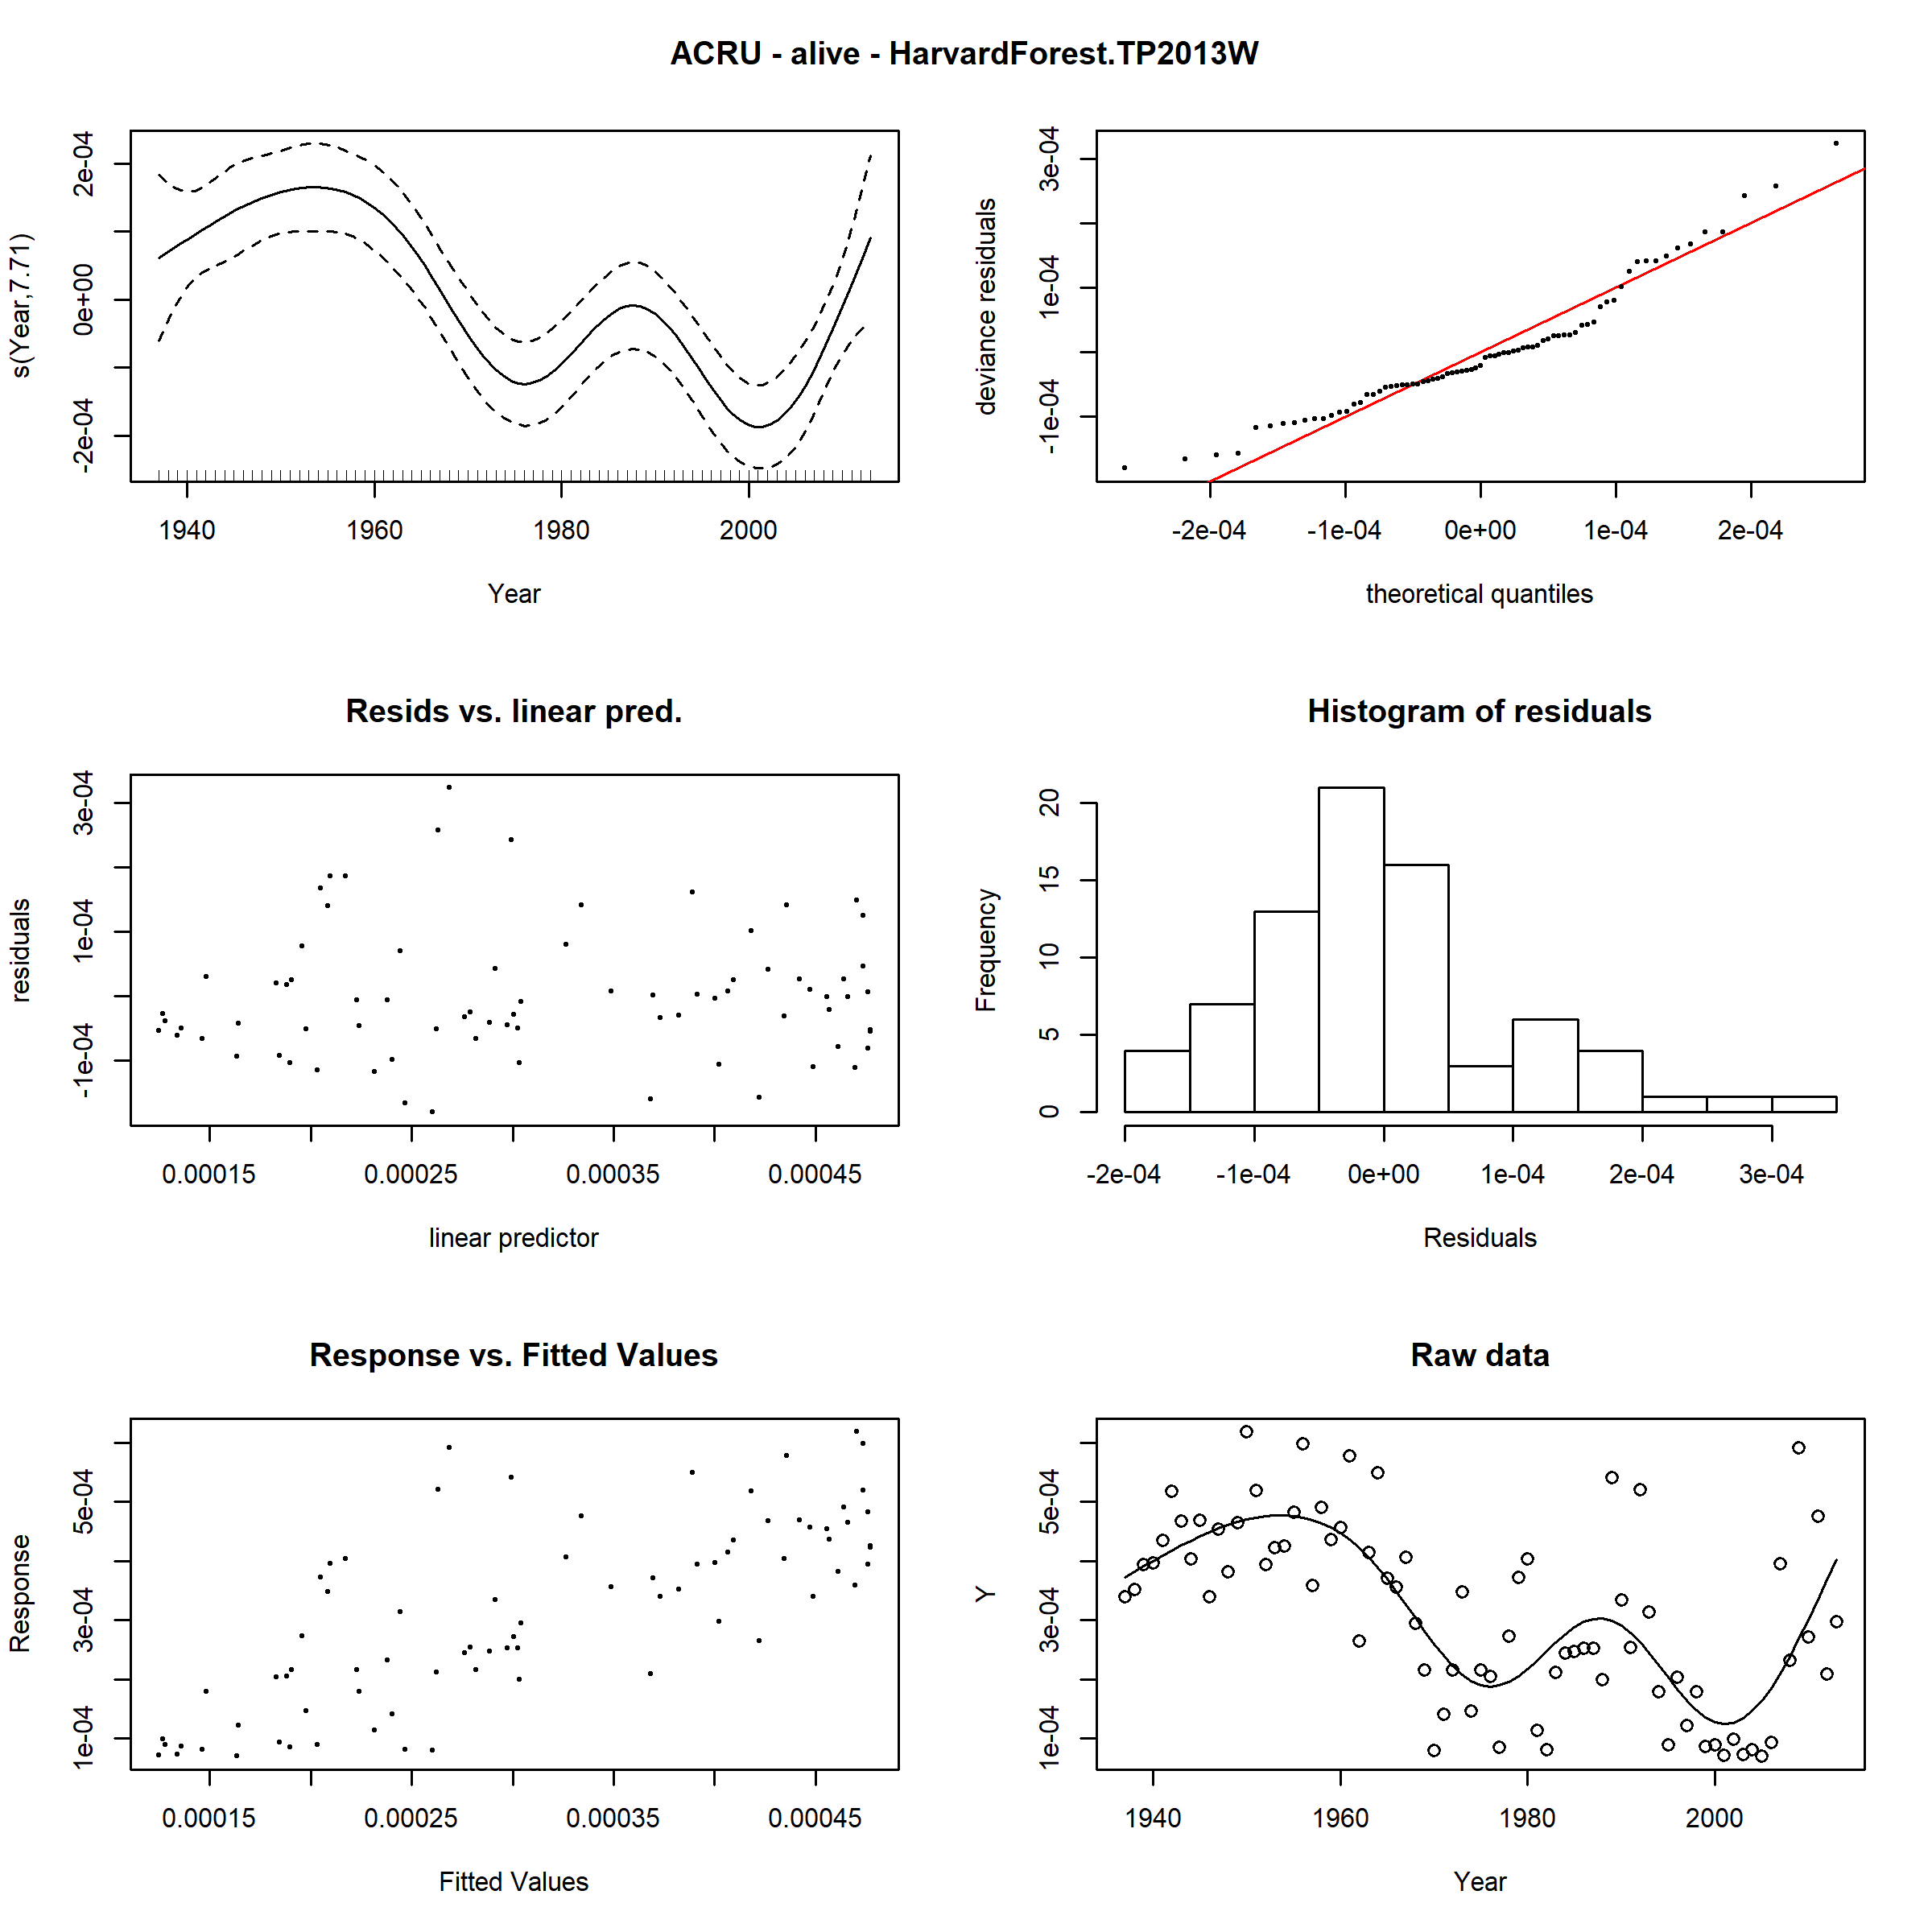 ACRU - alive - HarvardForest.TP2013W
s(Year,7.71)
2e-04
0e+00
-2e-04
1940 1960 1980 2000
Year
deviance residuals
3e-04
1e-04
-1e-04
-2e-04 -1e-04 0e+00 1e-04 2e-04
theoretical quantiles
Resids vs. linear pred.
residuals
3e-04
1e-04
-1e-04
0.00015 0.00025 0.00035 0.00045
linear predictor
Histogram of residuals
Frequency
20
15
10
5
0
-2e-04 -1e-04 0e+00 1e-04 2e-04 3e-04
Residuals
Response vs. Fitted Values
Response
5e-04
3e-04
1e-04
0.00015 0.00025 0.00035 0.00045
Fitted Values
Raw data
Y
5e-04
3e-04
1e-04
1940 1960 1980 2000
Year